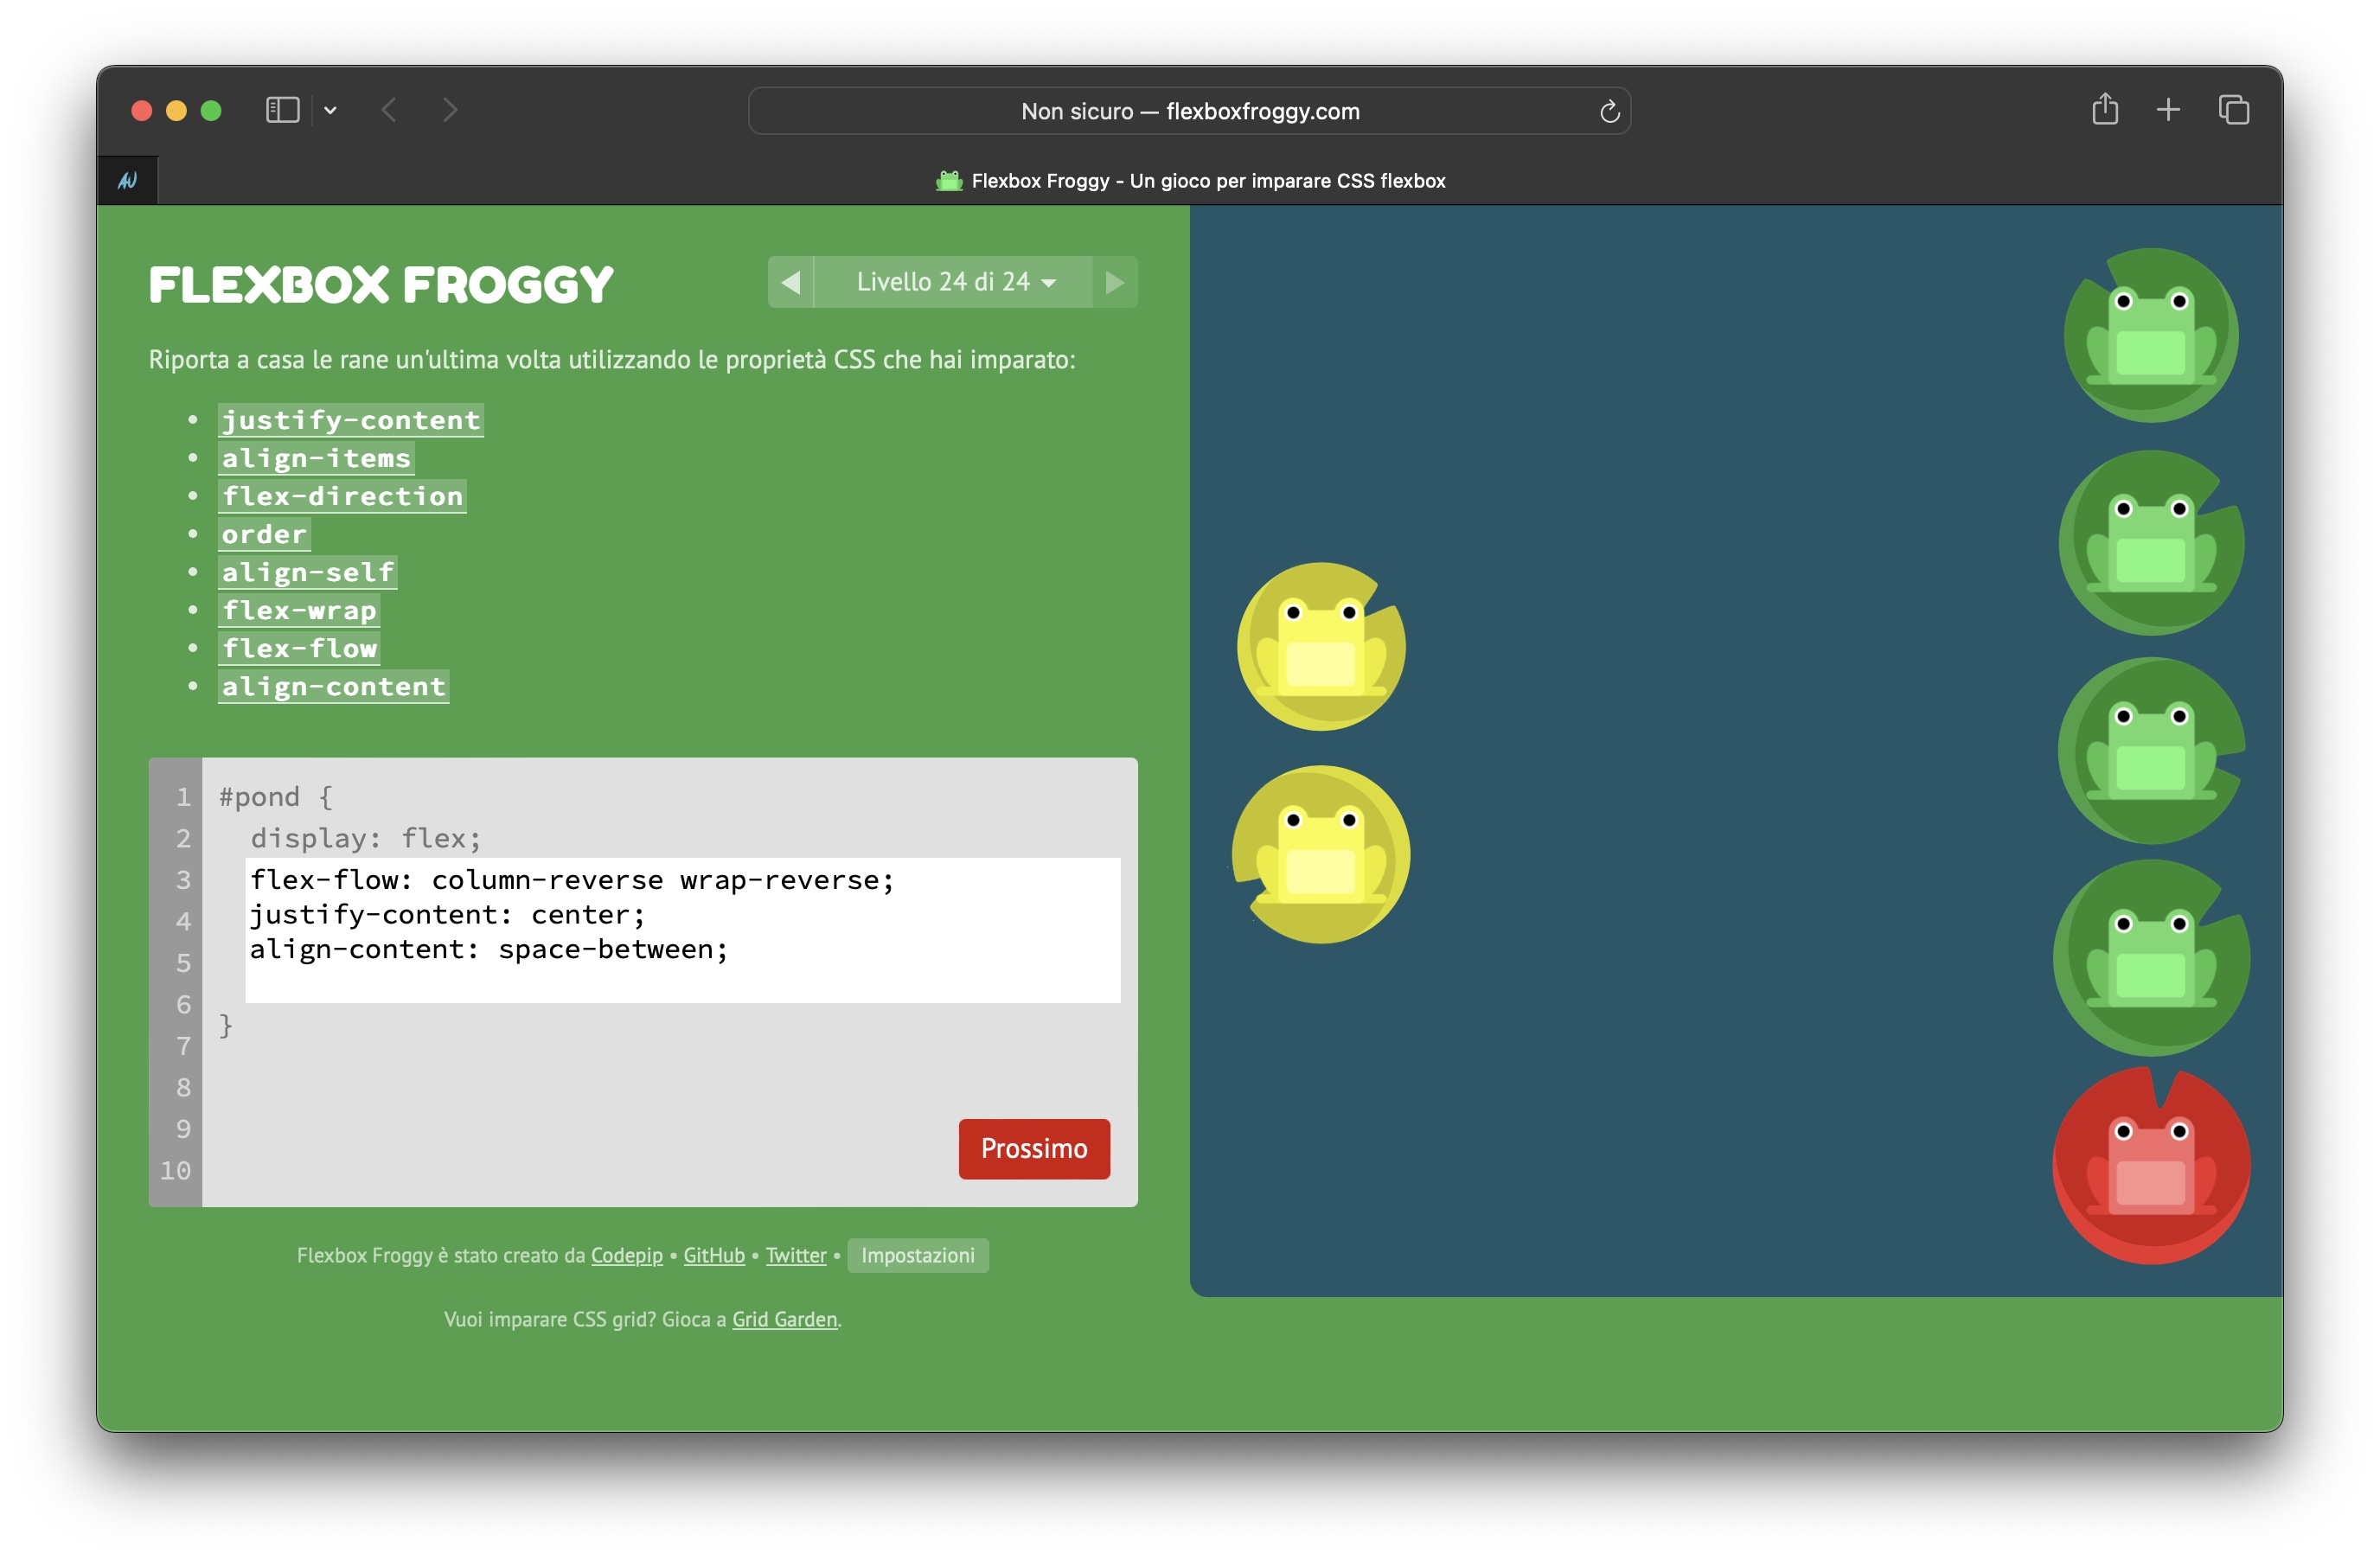 Non sicuro — flexboxfroggy.com
Flexbox Froggy - Un gioco per imparare CSS flexbox
FLEXBOX FROGGY
Livello 24 di 24
Riporta a casa le rane un'ultima volta utilizzando le proprietà CSS che hai imparato:
• justify-content
• align-items
• flex-direction
• order
• align-self
• flex-wrap
• flex-flow
• align-content
1 #pond {
2 display: flex;
3 flex-flow: column-reverse wrap-reverse;
4 justify-content: center;
5 align-content: space-between;
6
7 }
8
9
10
Prossimo
Flexbox Froggy è stato creato da Codepip • GitHub • Twitter • Impostazioni
Vuoi imparare CSS grid? Gioca a Grid Garden.